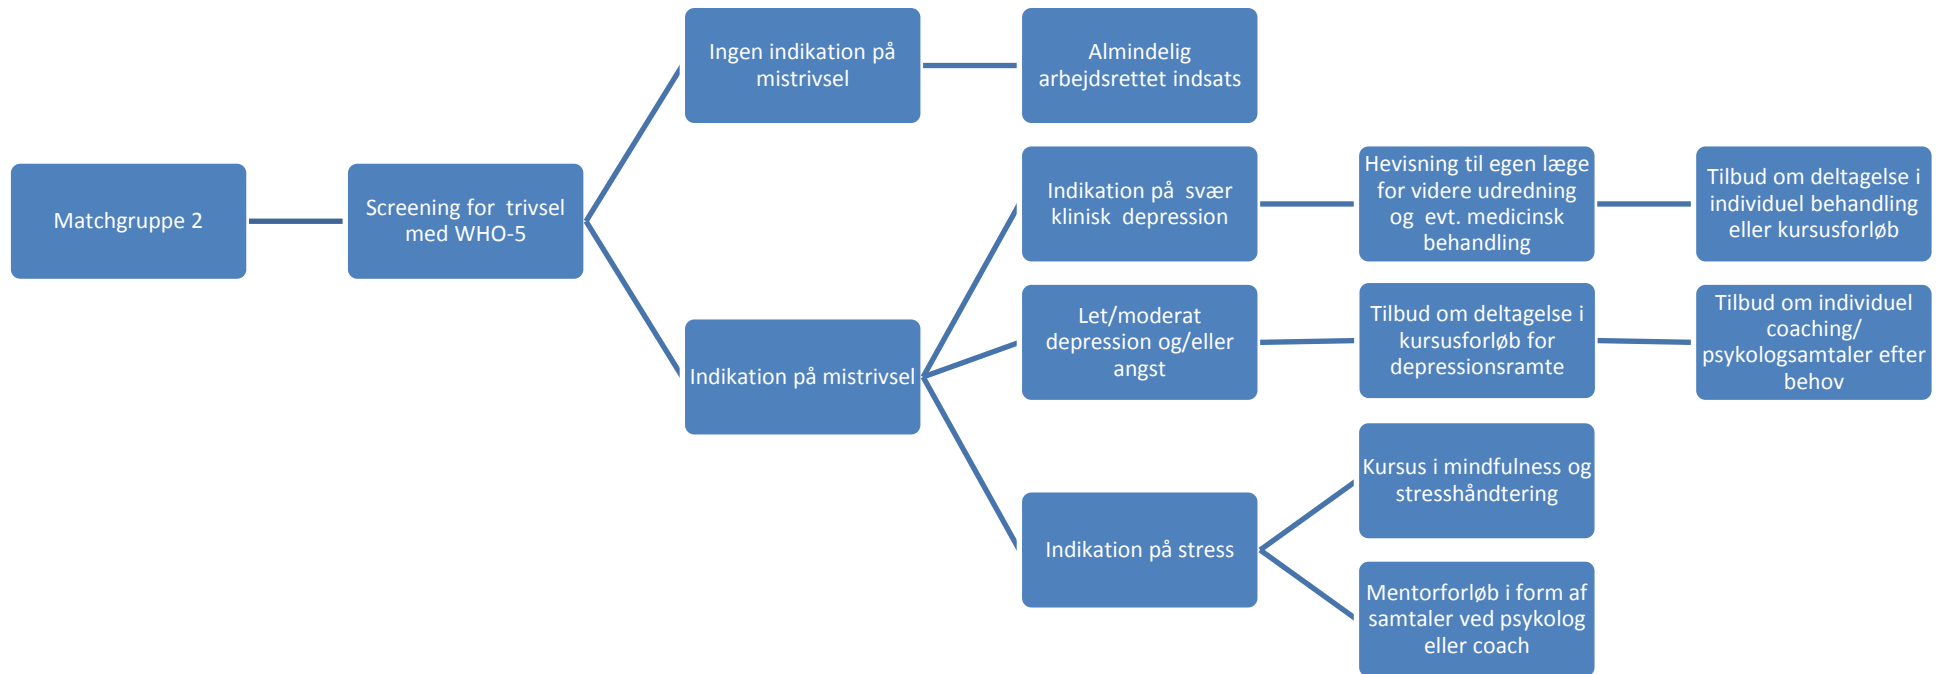 Matchgruppe 2
Screening for trivsel
med WHO-5
Ingen indikation på
mistrivsel
Almindelig
arbejdsrettet indsats
Indikation på mistrivsel
Indikation på svær
klinisk depression
Hevisning til egen læge
for videre udredning
og evt. medicinsk
behandling
Tilbud om deltagelse i
individuel behandling
eller kursusforløb
Let/moderat
depression og/eller
angst
Tilbud om deltagelse i
kursusforløb for
depressionsramte
Tilbud om individuel
coaching/
psykologsamtaler efter
behov
Indikation på stress
Kursus i mindfulness og
stresshåndtering
Mentorforløb i form af
samtaler ved psykolog
eller coach